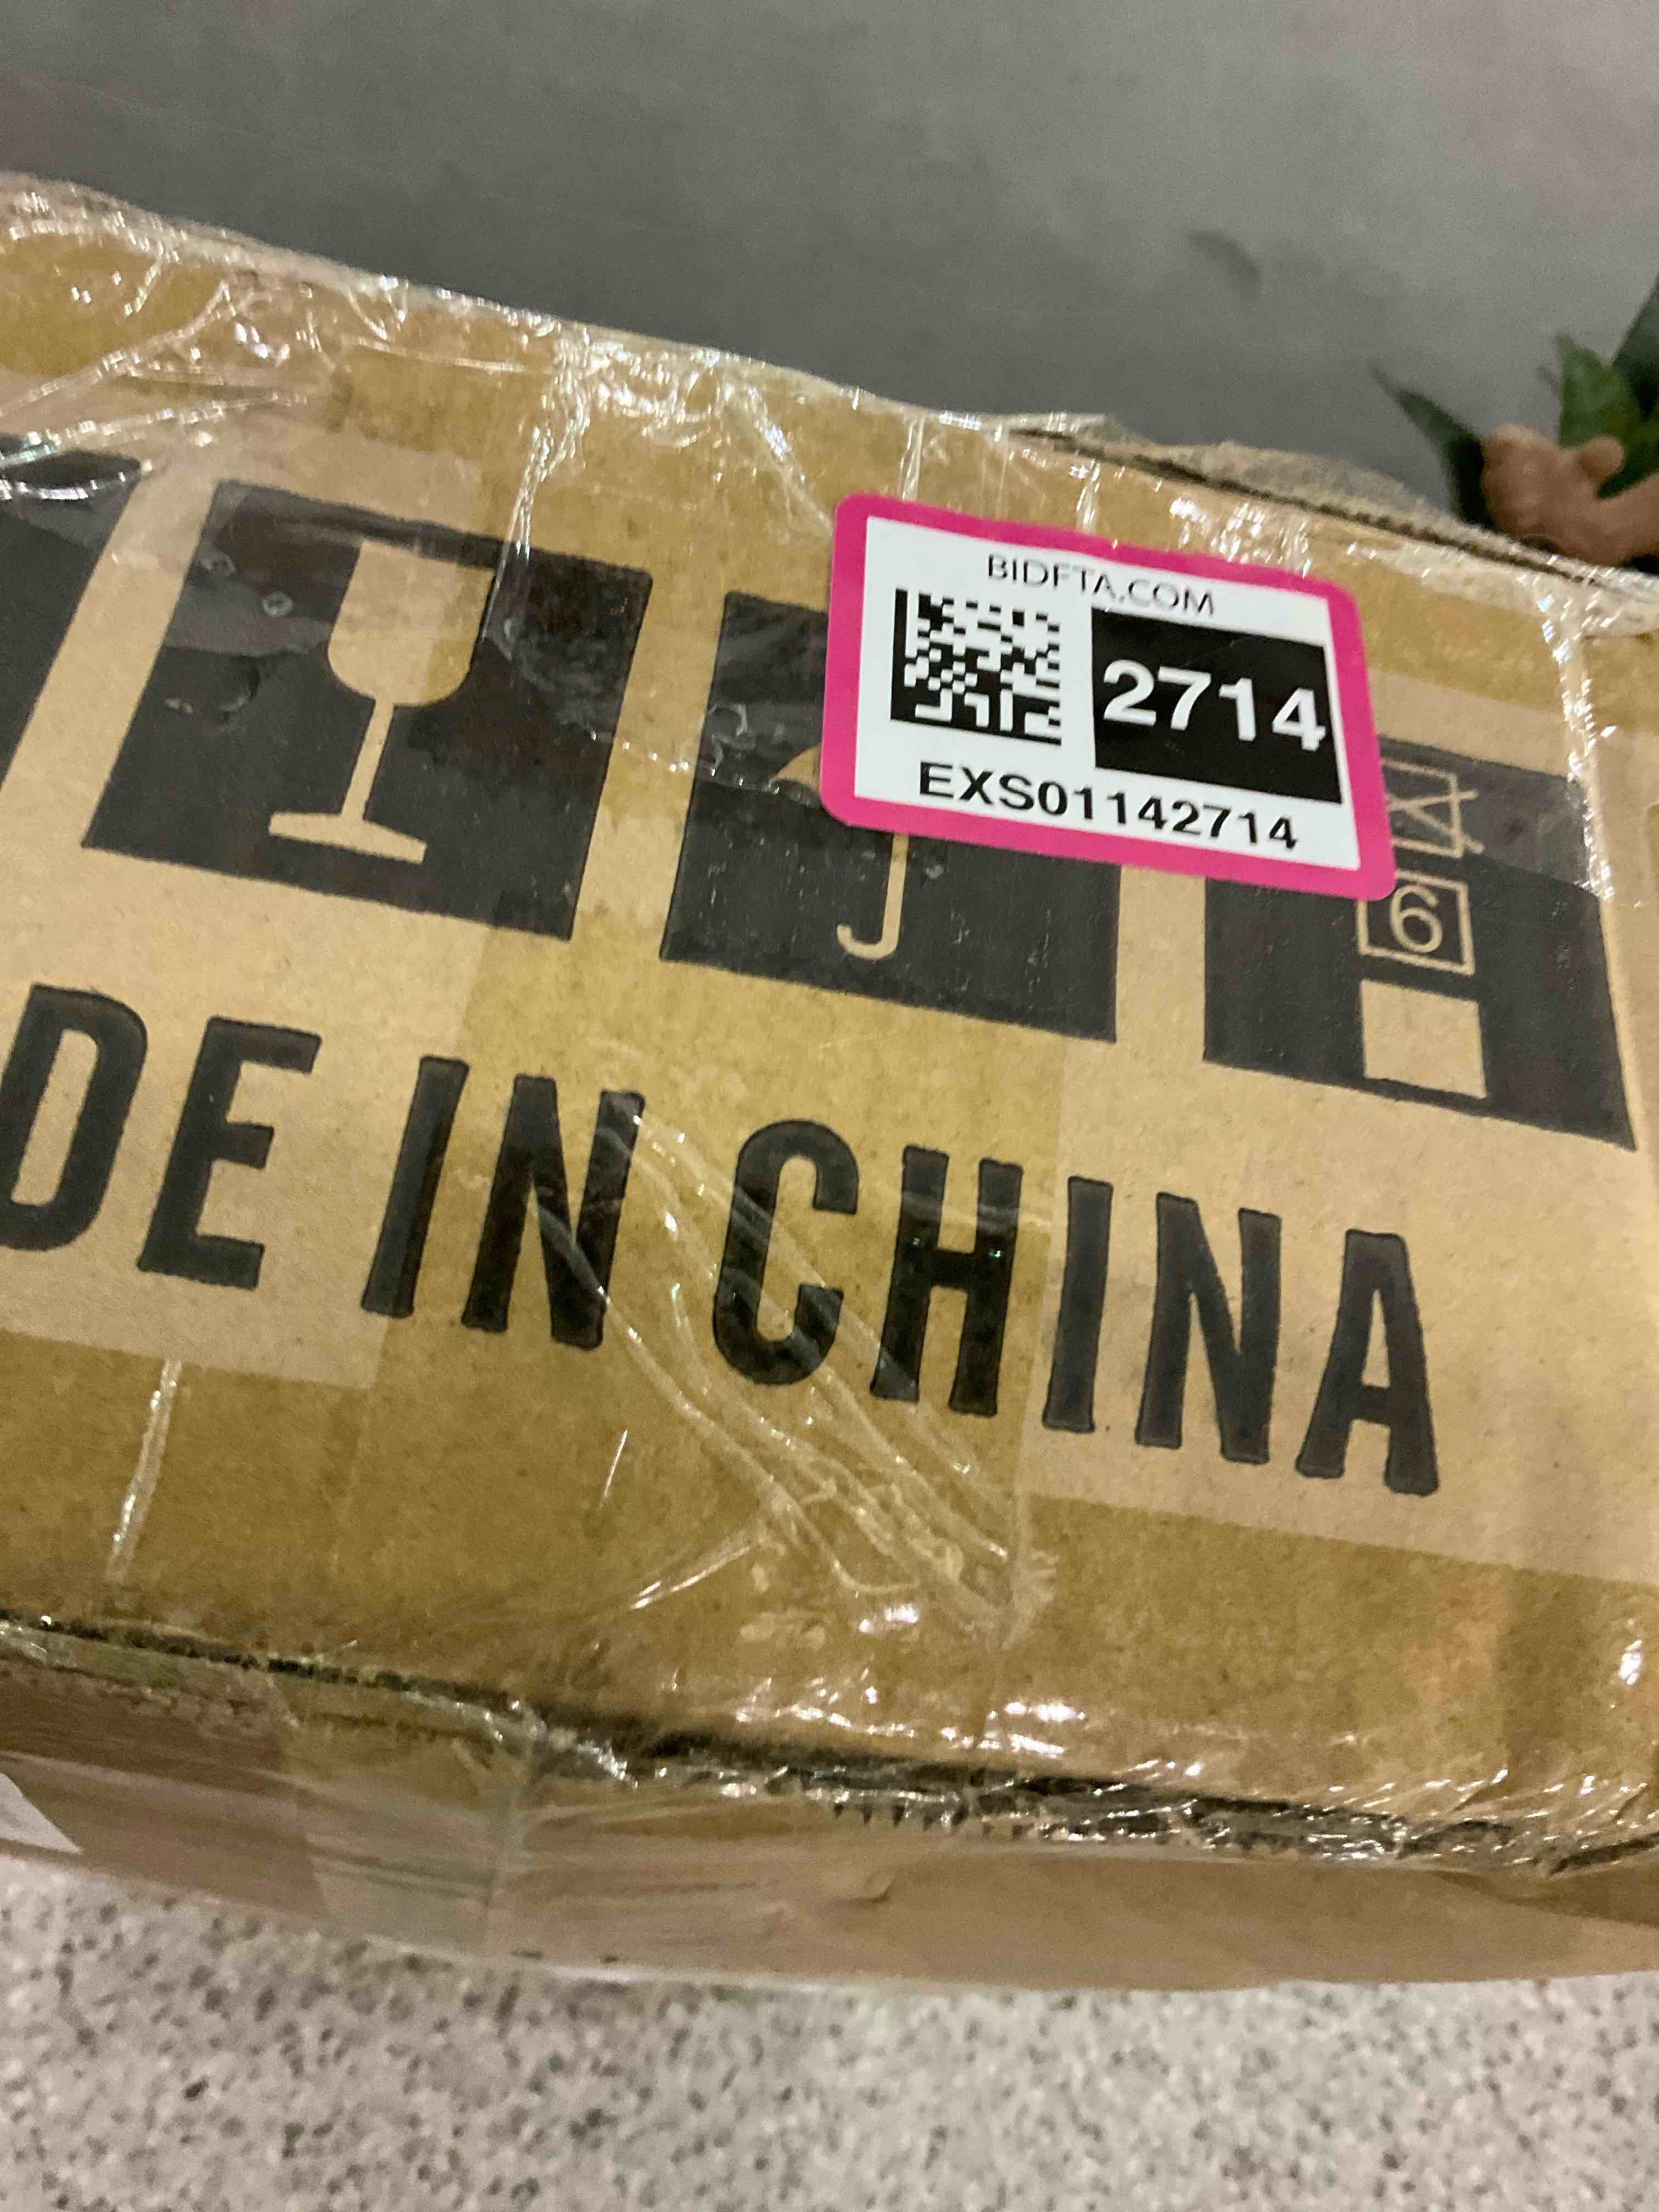 BIDFTA.COM
2714
EXS01142714
6
DE IN CHINA